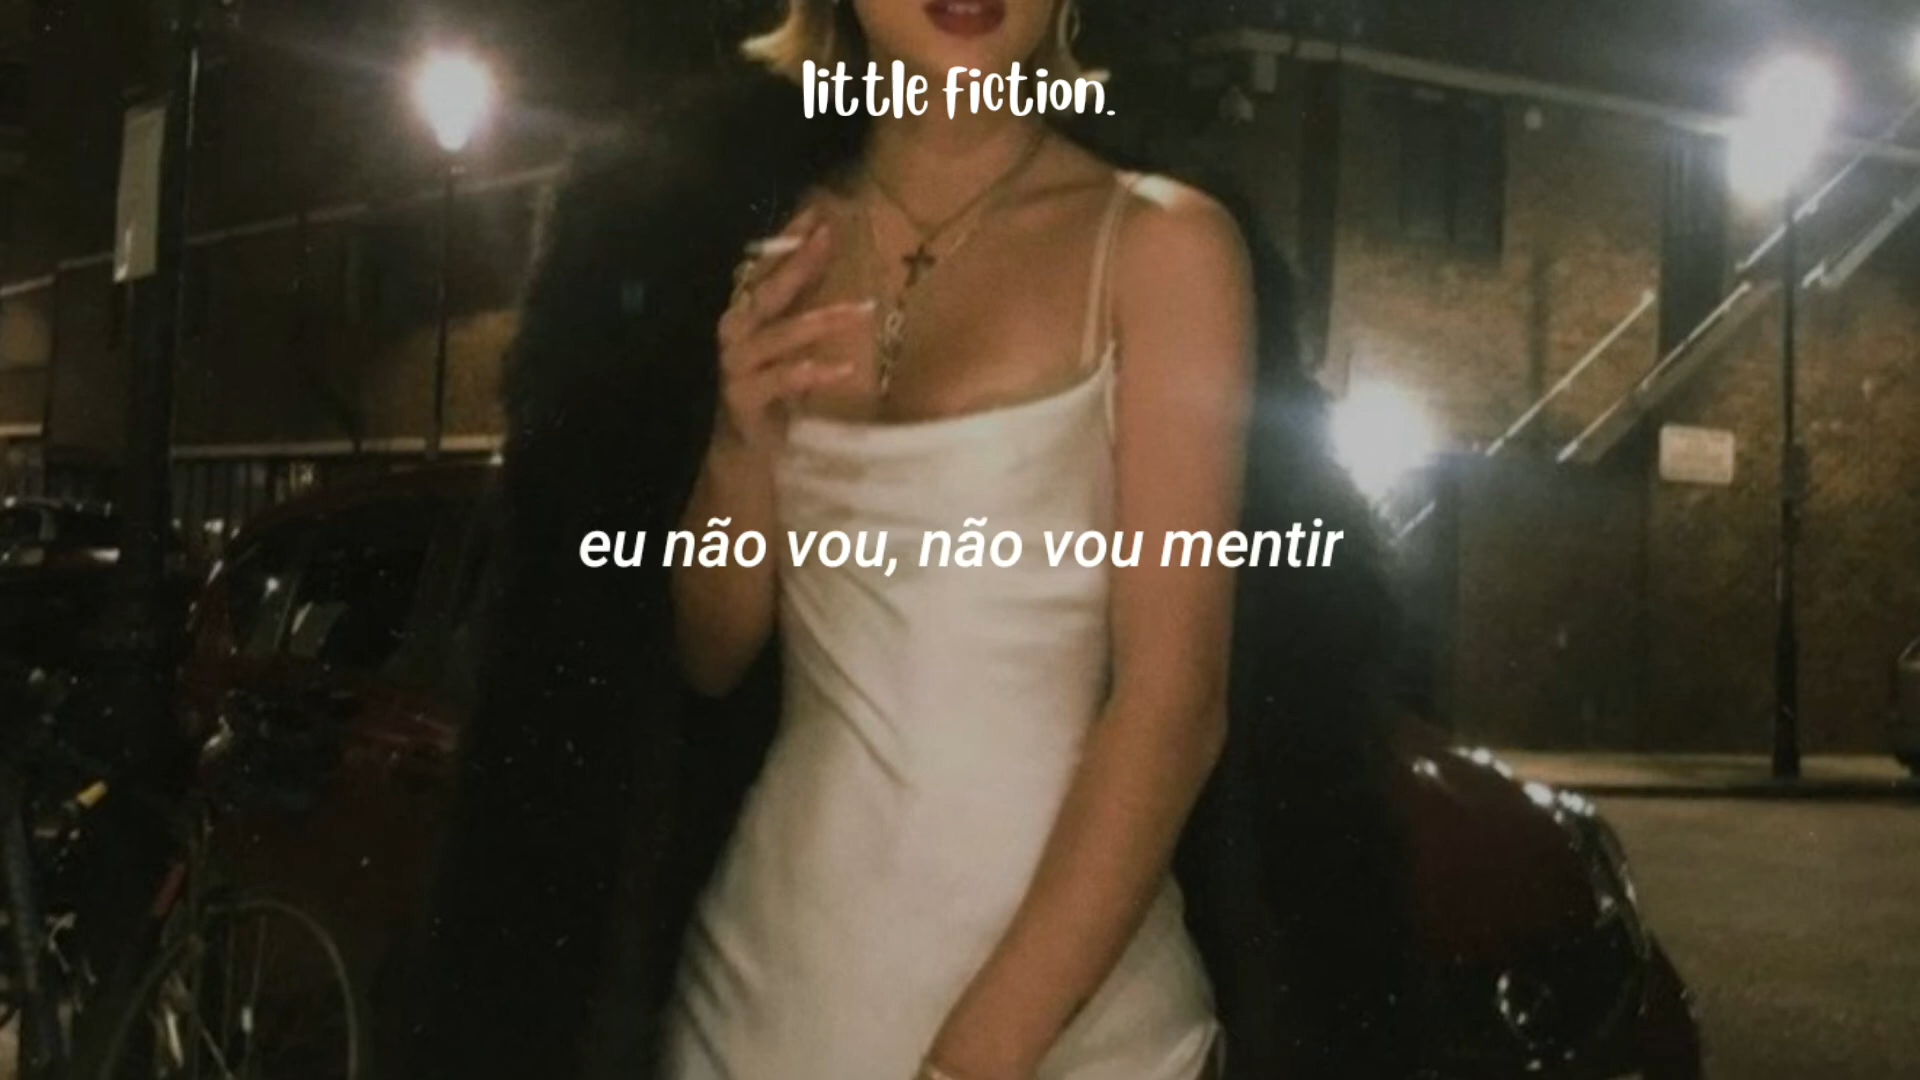 little fiction.
eu não vou, não vou mentir